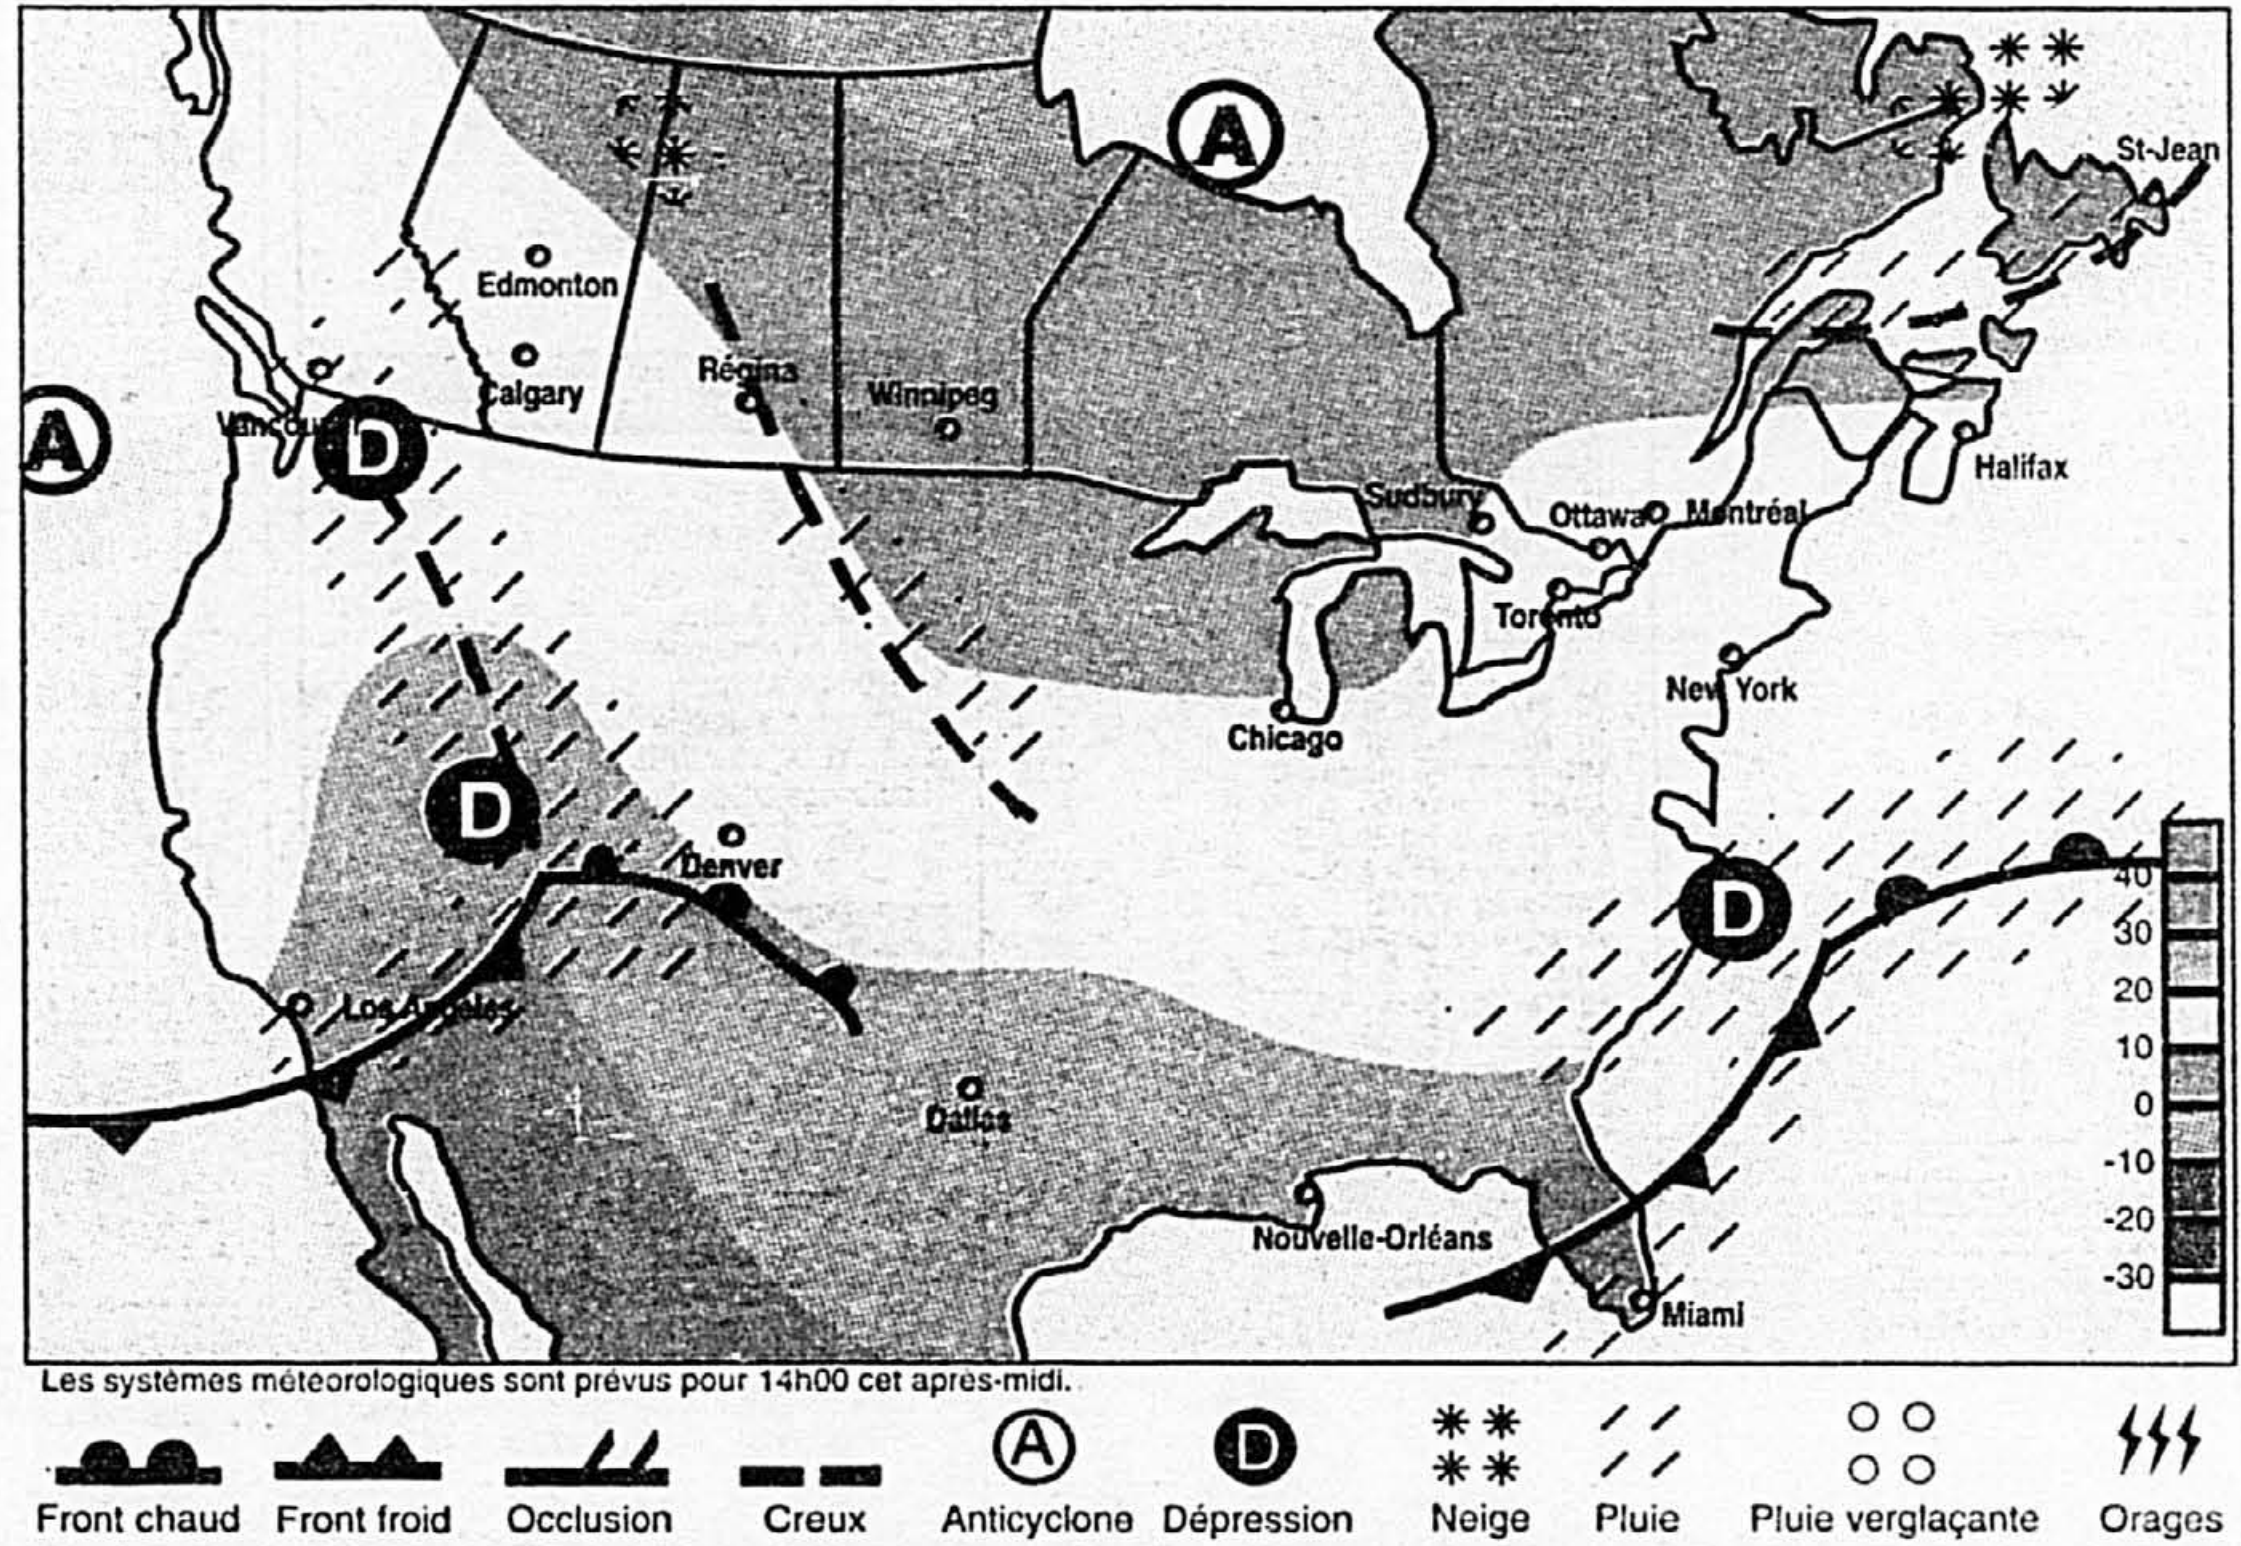 A
St-Jean
Edmonton
Calgary
Régina
Winnipeg
Vancouver
D
A
Halifax
Sudbury
Ottawa
Montréal
Toronto
New York
Chicago
D
Denver
D
40
30
20
10
0
-10
-20
-30
Los Angeles
Dallas
Nouvelle-Orléans
Miami
Les systèmes météorologiques sont prévus pour 14h00 cet après-midi.
A
D
Front chaud
Front froid
Occlusion
Creux
Anticyclone
Dépression
Neige
Pluie
Pluie verglaçante
Orages